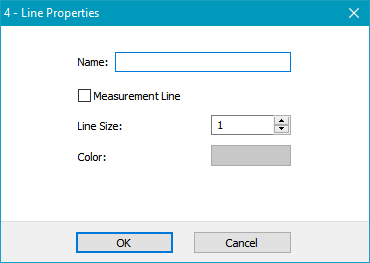 4 - Line Properties
Name:
Measurement Line
Line Size: 1
Color:
OK Cancel